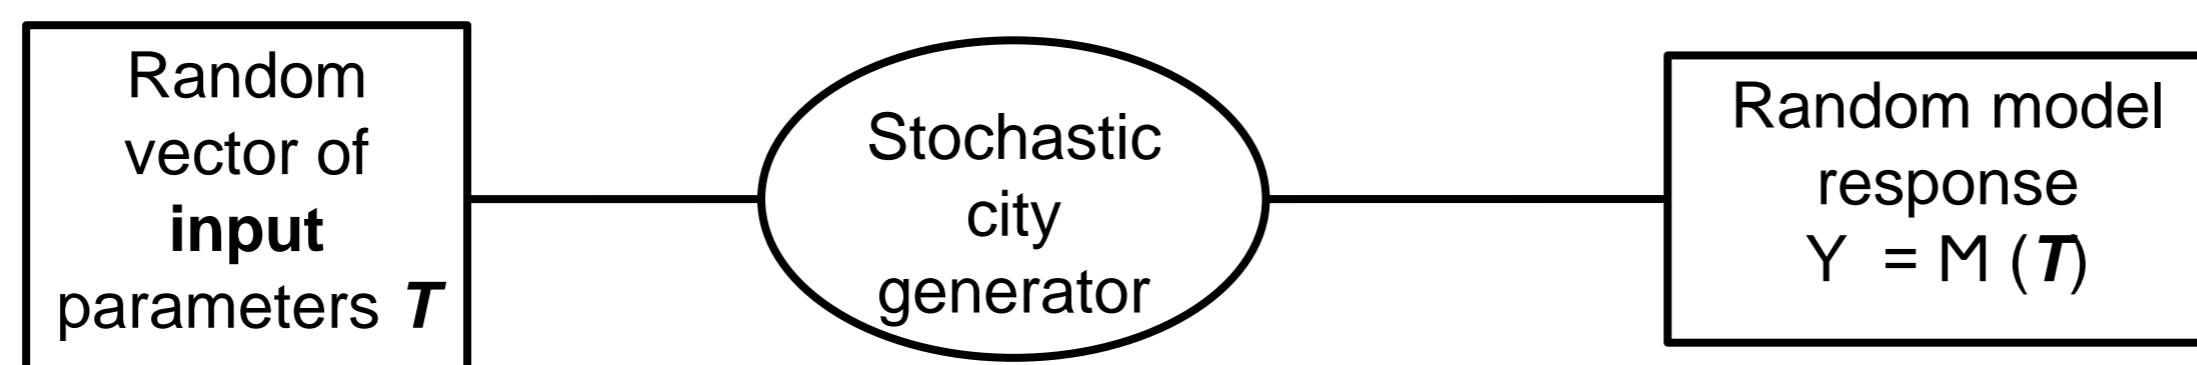 Random
vector of
input
parameters T
Stochastic
city
generator
Random model
response
Y = M (T)